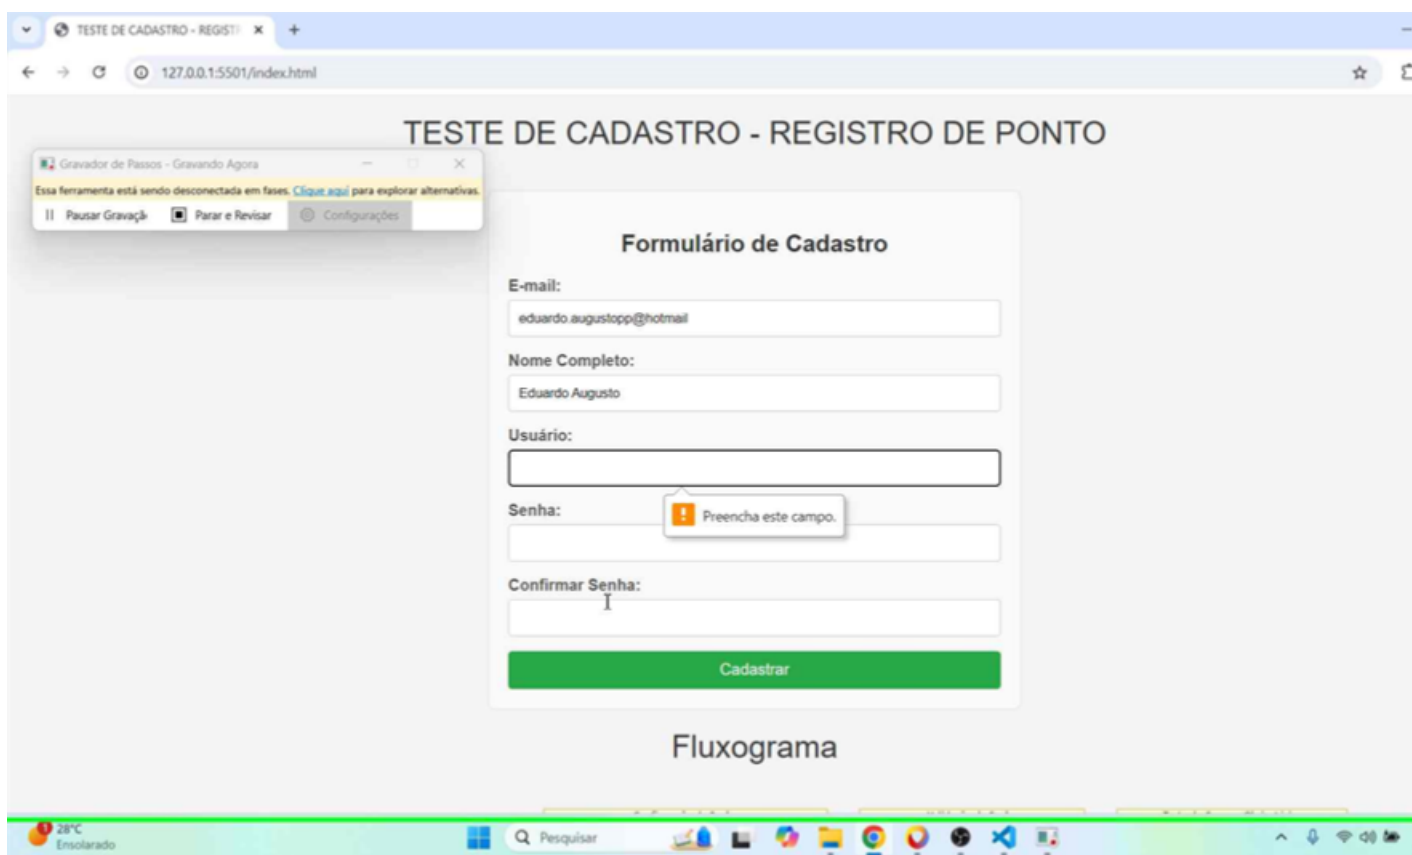 TESTE DE CADASTRO - REGIST
127.0.0.1:5501/index.html
TESTE DE CADASTRO - REGISTRO DE PONTO
Gravador de Passos - Gravando Agora
Essa ferramenta está sendo desconectada em fases. Clique aqui para explorar alternativas.
Pausar Gravaçã Parar e Revisar Configurações
Formulário de Cadastro
E-mail:
eduardo.augustopp@hotmail
Nome Completo:
Eduardo Augusto
Usuário:
Preencha este campo.
Senha:
Confirmar Senha:
Cadastrar
Fluxograma
1
28°C
Ensolarado
Pesquisar